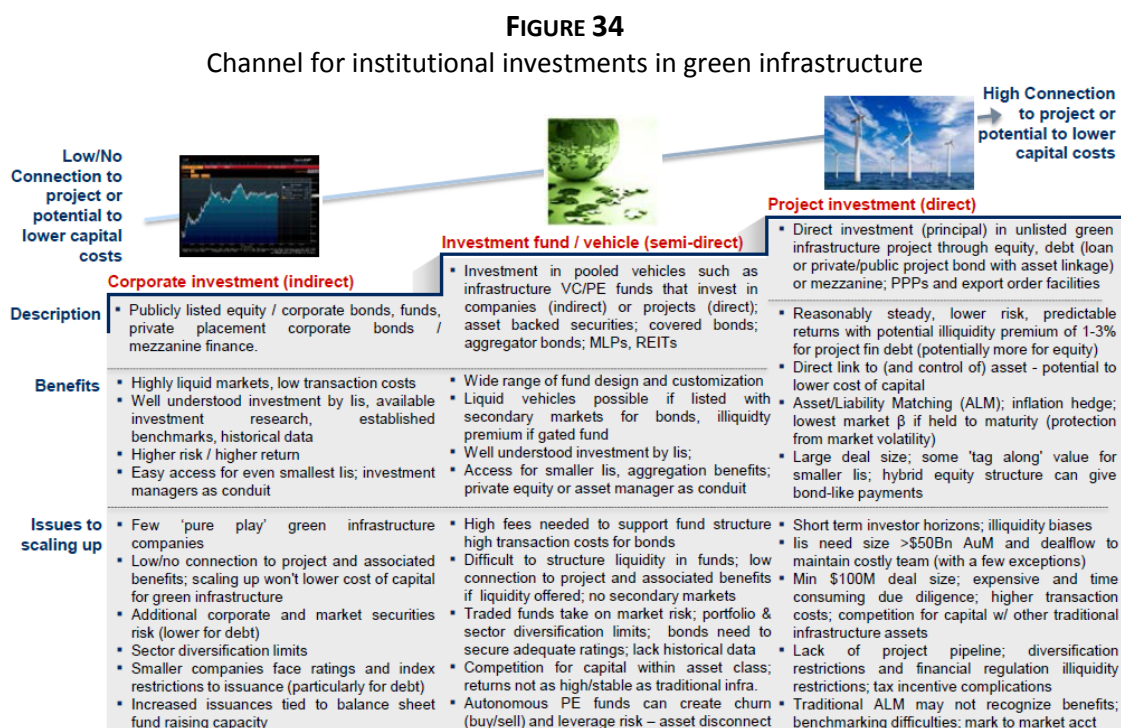 FIGURE 34
Channel for institutional investments in green infrastructure
High Connection
to project or
potential to lower
capital costs
Low/No
Connection to
project or
potential to
lower capital
costs
Corporate investment (indirect)
Investment fund / vehicle (semi-direct)
Project investment (direct)
Description
▪ Publicly listed equity / corporate bonds, funds,
private placement corporate bonds /
mezzanine finance.
▪ Investment in pooled vehicles such as
infrastructure VC/PE funds that invest in
companies (indirect) or projects (direct);
asset backed securities; covered bonds;
aggregator bonds; MLPs, REITs
▪ Direct investment (principal) in unlisted green
infrastructure project through equity, debt (loan
or private/public project bond with asset linkage)
or mezzanine; PPPs and export order facilities
Benefits
▪ Highly liquid markets, low transaction costs
▪ Well understood investment by Iis, available
investment research, established
benchmarks, historical data
▪ Higher risk / higher return
▪ Easy access for even smallest Iis; investment
managers as conduit
▪ Wide range of fund design and customization
▪ Liquid vehicles possible if listed with
secondary markets for bonds, illiquidity
premium if gated fund
▪ Well understood investment by Iis;
▪ Access for smaller Iis, aggregation benefits;
private equity or asset manager as conduit
▪ Reasonably steady, lower risk, predictable
returns with potential illiquidity premium of 1-3%
for project fin debt (potentially more for equity)
▪ Direct link to (and control of) asset - potential to
lower cost of capital
▪ Asset/Liability Matching (ALM); inflation hedge;
lowest market β if held to maturity (protection
from market volatility)
▪ Large deal size; some 'tag along' value for
smaller Iis; hybrid equity structure can give
bond-like payments
Issues to
scaling up
▪ Few 'pure play' green infrastructure
companies
▪ Low/no connection to project and associated
benefits; scaling up won't lower cost of capital
for green infrastructure
▪ Additional corporate and market securities
risk (lower for debt)
▪ Sector diversification limits
▪ Smaller companies face ratings and index
restrictions to issuance (particularly for debt)
▪ Increased issuances tied to balance sheet
fund raising capacity
▪ High fees needed to support fund structure
high transaction costs for bonds
▪ Difficult to structure liquidity in funds; low
connection to project and associated benefits
if liquidity offered; no secondary markets
▪ Traded funds take on market risk; portfolio &
sector diversification limits; bonds need to
secure adequate ratings; lack historical data
▪ Competition for capital within asset class;
returns not as high/stable as traditional infra.
▪ Autonomous PE funds can create churn
(buy/sell) and leverage risk – asset disconnect
▪ Short term investor horizons; illiquidity biases
▪ Iis need size >$50Bn AuM and dealflow to
maintain costly team (with a few exceptions)
▪ Min $100M deal size; expensive and time
consuming due diligence; higher transaction
costs; competition for capital w/ other traditional
infrastructure assets
▪ Lack of project pipeline; diversification
restrictions and financial regulation illiquidity
restrictions; tax incentive complications
▪ Traditional ALM may not recognize benefits;
benchmarking difficulties; mark to market acct